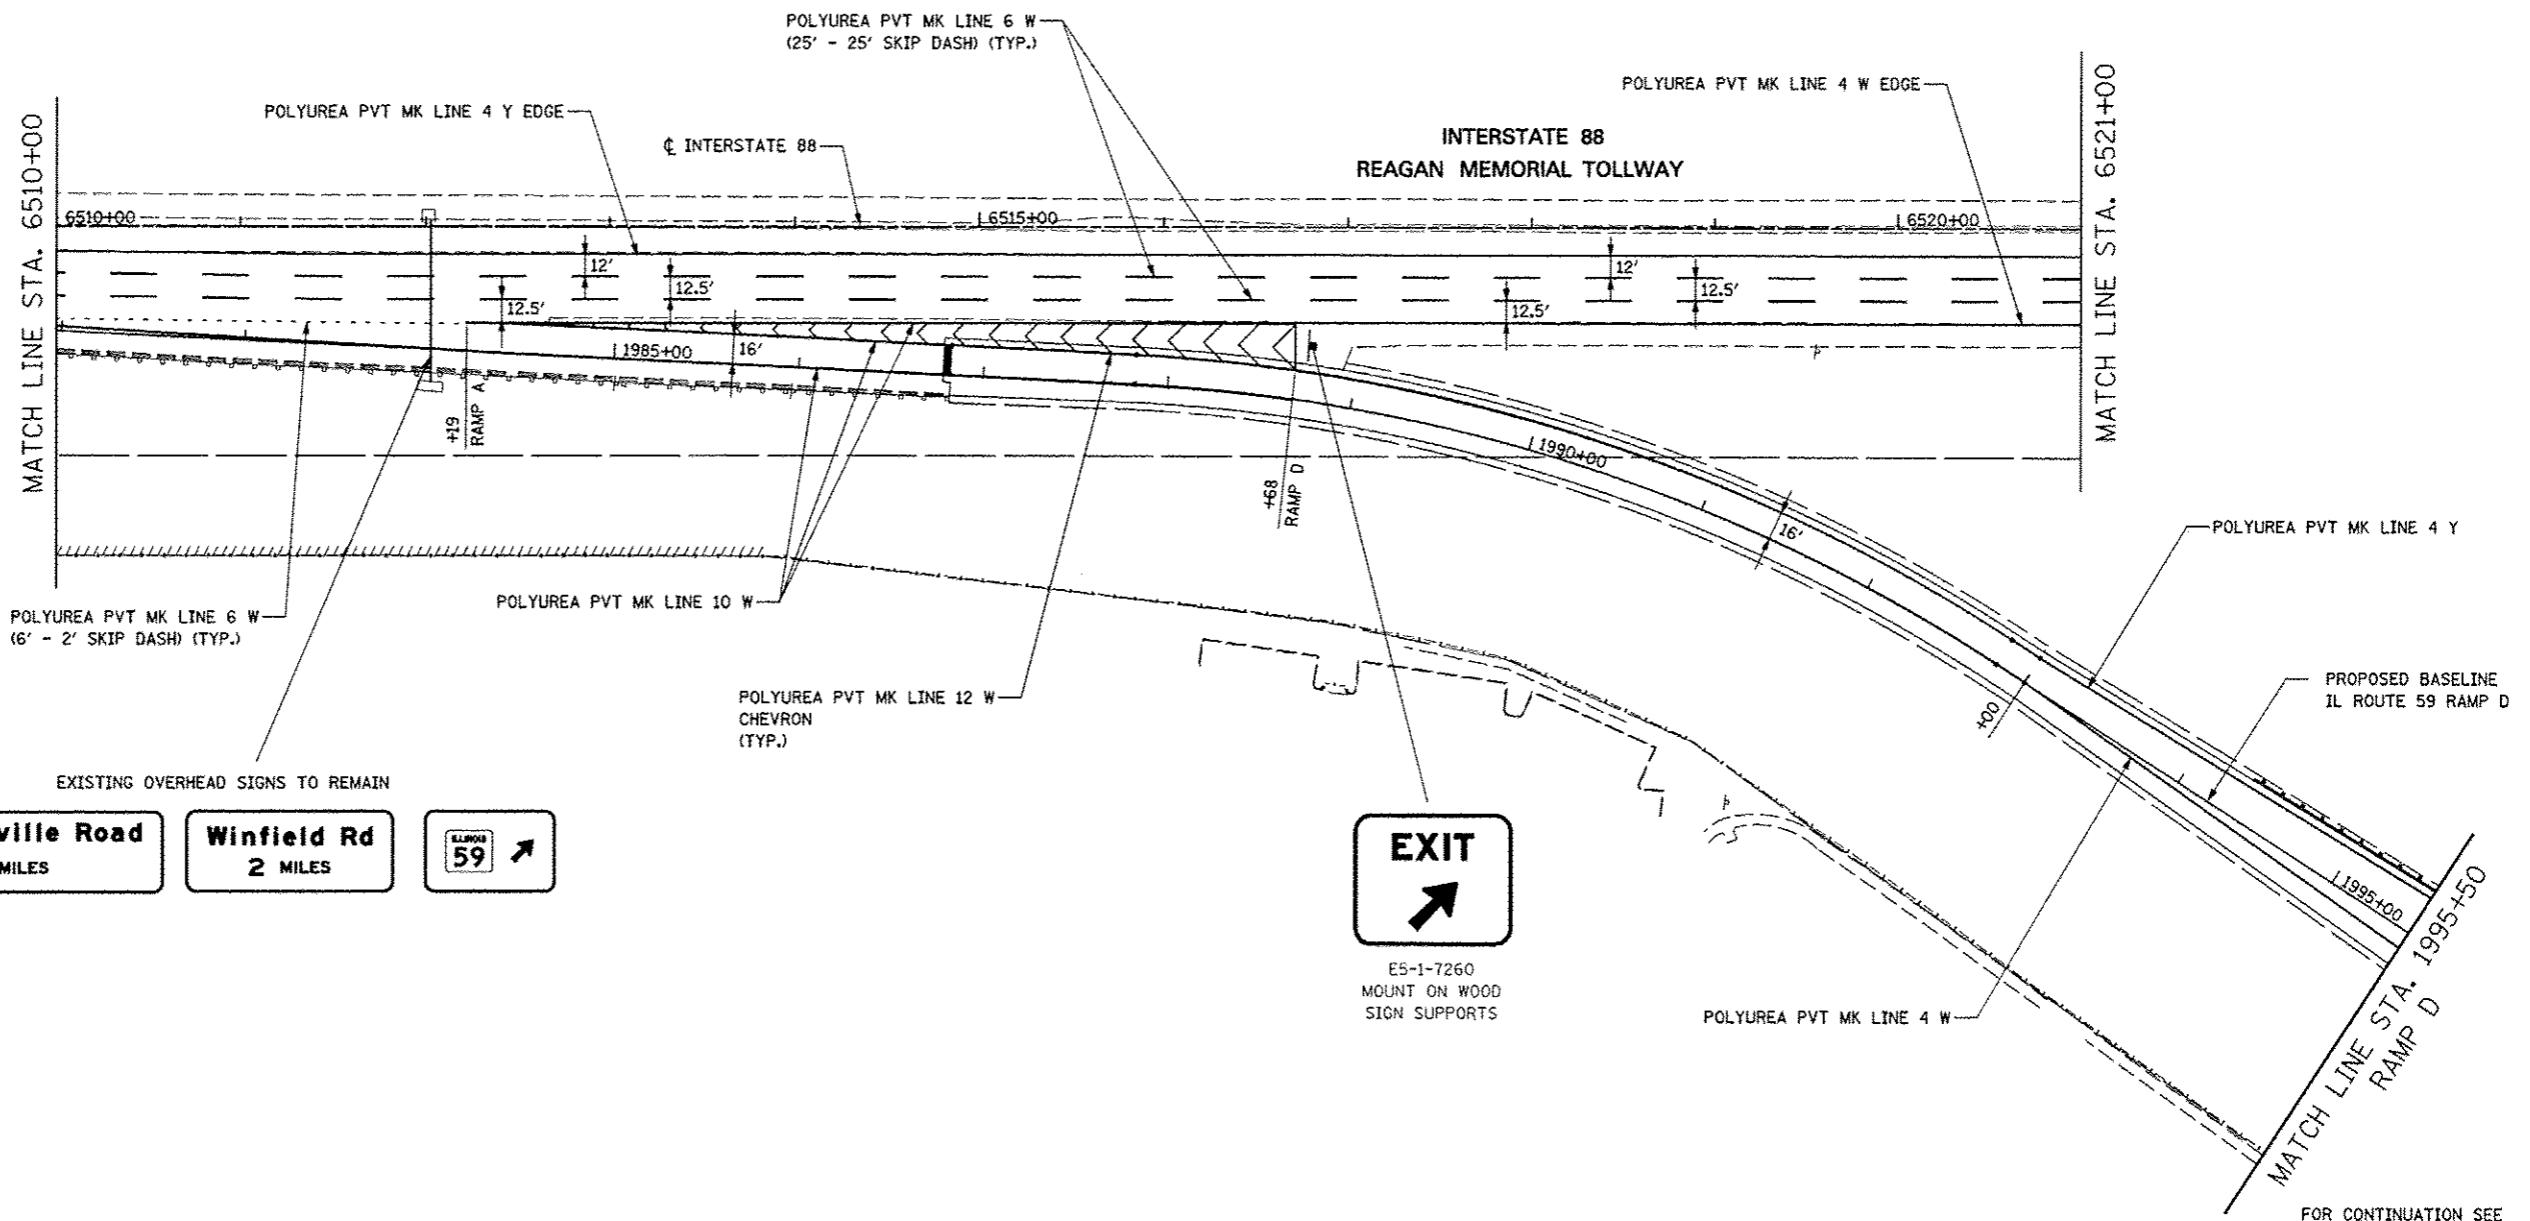 POLYUREA PVT MK LINE 6 W
(25' - 25' SKIP DASH) (TYP.)
POLYUREA PVT MK LINE 4 Y EDGE
POLYUREA PVT MK LINE 4 W EDGE
℄ INTERSTATE 88
INTERSTATE 88
REAGAN MEMORIAL TOLLWAY
MATCH LINE STA. 6510+00
MATCH LINE STA. 6521+00
6510+00
6515+00
6520+00
12'
12.5'
12.5'
12'
12.5'
12.5'
1985+00
16'
+19
RAMP A
+68
RAMP D
1990+00
16'
POLYUREA PVT MK LINE 4 Y
POLYUREA PVT MK LINE 6 W
(6' - 2' SKIP DASH) (TYP.)
POLYUREA PVT MK LINE 10 W
POLYUREA PVT MK LINE 12 W
CHEVRON
(TYP.)
PROPOSED BASELINE
IL ROUTE 59 RAMP D
+00
EXISTING OVERHEAD SIGNS TO REMAIN
ville Road
MILES
Winfield Rd
2 MILES
ILLINOIS
59
EXIT
E5-1-7260
MOUNT ON WOOD
SIGN SUPPORTS
1995+00
POLYUREA PVT MK LINE 4 W
MATCH LINE STA. 1995+50
RAMP D
FOR CONTINUATION SEE